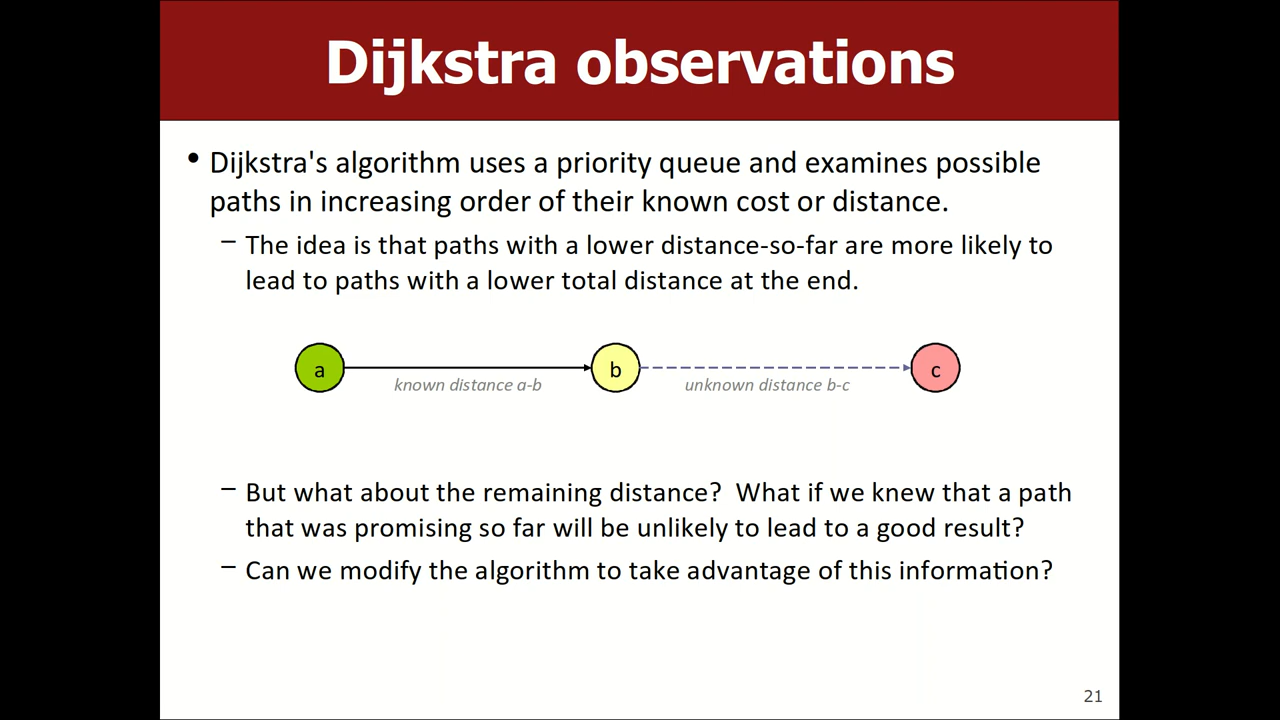 Dijkstra observations
• Dijkstra's algorithm uses a priority queue and examines possible
paths in increasing order of their known cost or distance.
– The idea is that paths with a lower distance-so-far are more likely to
lead to paths with a lower total distance at the end.
a
known distance a-b
b
unknown distance b-c
c
– But what about the remaining distance?  What if we knew that a path
that was promising so far will be unlikely to lead to a good result?
– Can we modify the algorithm to take advantage of this information?
21